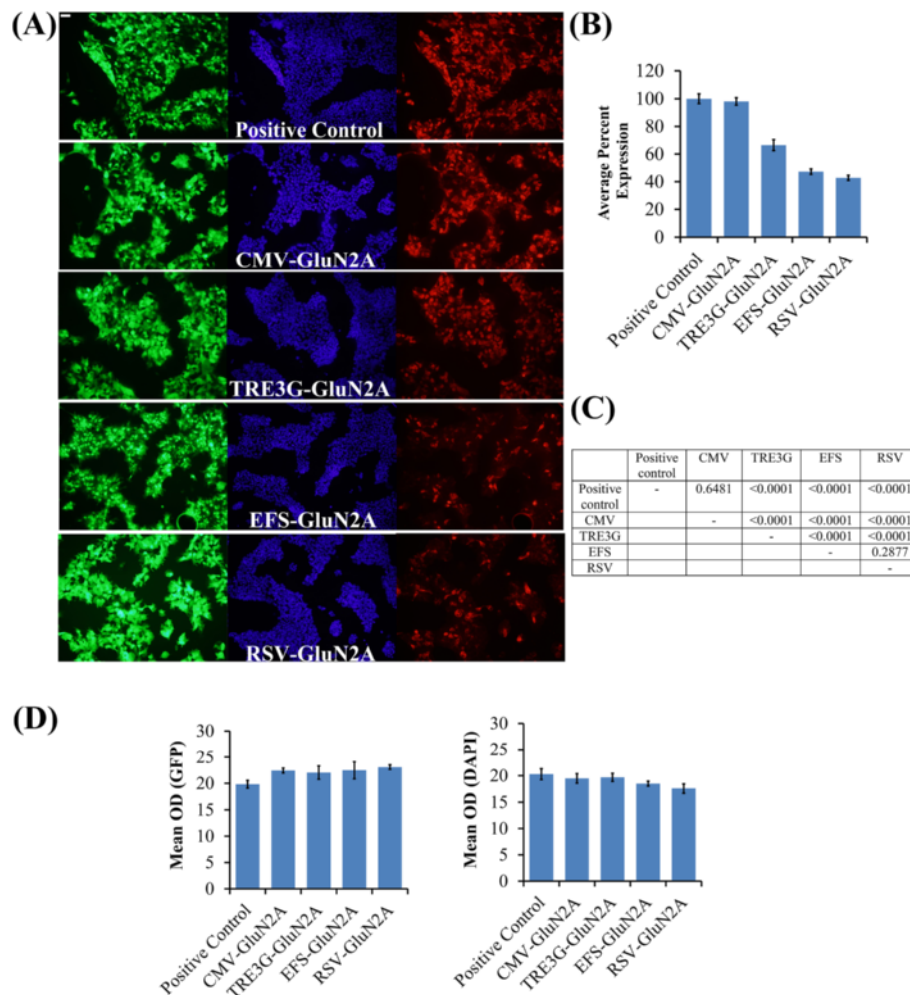 (A)
Positive Control
CMV-GluN2A
TRE3G-GluN2A
EFS-GluN2A
RSV-GluN2A
(B)
Average Percent
Expression
120
100
80
60
40
20
0
Positive Control
CMV-GluN2A
TRE3G-GluN2A
EFS-GluN2A
RSV-GluN2A
(C)
Positive control CMV TRE3G EFS RSV
Positive control - 0.6481 <0.0001 <0.0001 <0.0001
CMV - <0.0001 <0.0001 <0.0001
TRE3G - <0.0001 <0.0001
EFS - 0.2877
RSV -
(D)
Mean OD (GFP)
30
25
20
15
10
5
0
Positive Control
CMV-GluN2A
TRE3G-GluN2A
EFS-GluN2A
RSV-GluN2A
Mean OD (DAPI)
30
25
20
15
10
5
0
Positive Control
CMV-GluN2A
TRE3G-GluN2A
EFS-GluN2A
RSV-GluN2A